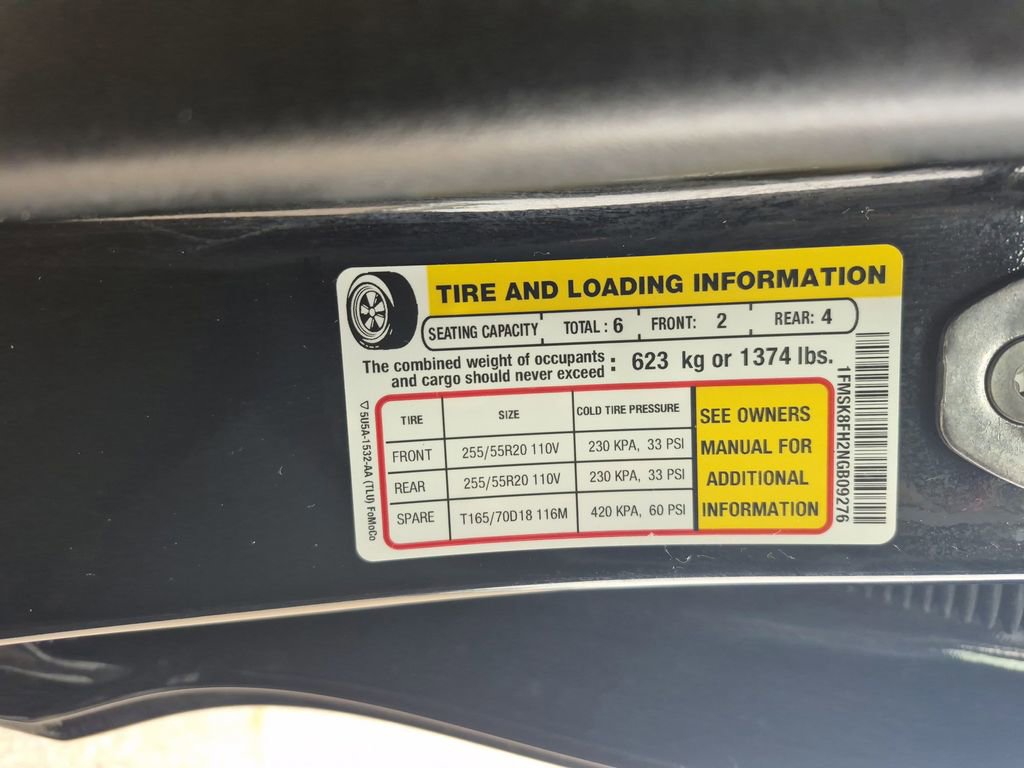 TIRE AND LOADING INFORMATION
SEATING CAPACITY TOTAL : 6 FRONT: 2 REAR: 4
The combined weight of occupants
and cargo should never exceed : 623 kg or 1374 lbs.
TIRE SIZE COLD TIRE PRESSURE
FRONT 255/55R20 110V 230 KPA, 33 PSI
REAR 255/55R20 110V 230 KPA, 33 PSI
SPARE T165/70D18 116M 420 KPA, 60 PSI
SEE OWNERS
MANUAL FOR
ADDITIONAL
INFORMATION
1FMSK8FH2NGB09276
5U5A-1532-AA (TLU) FoMoCo